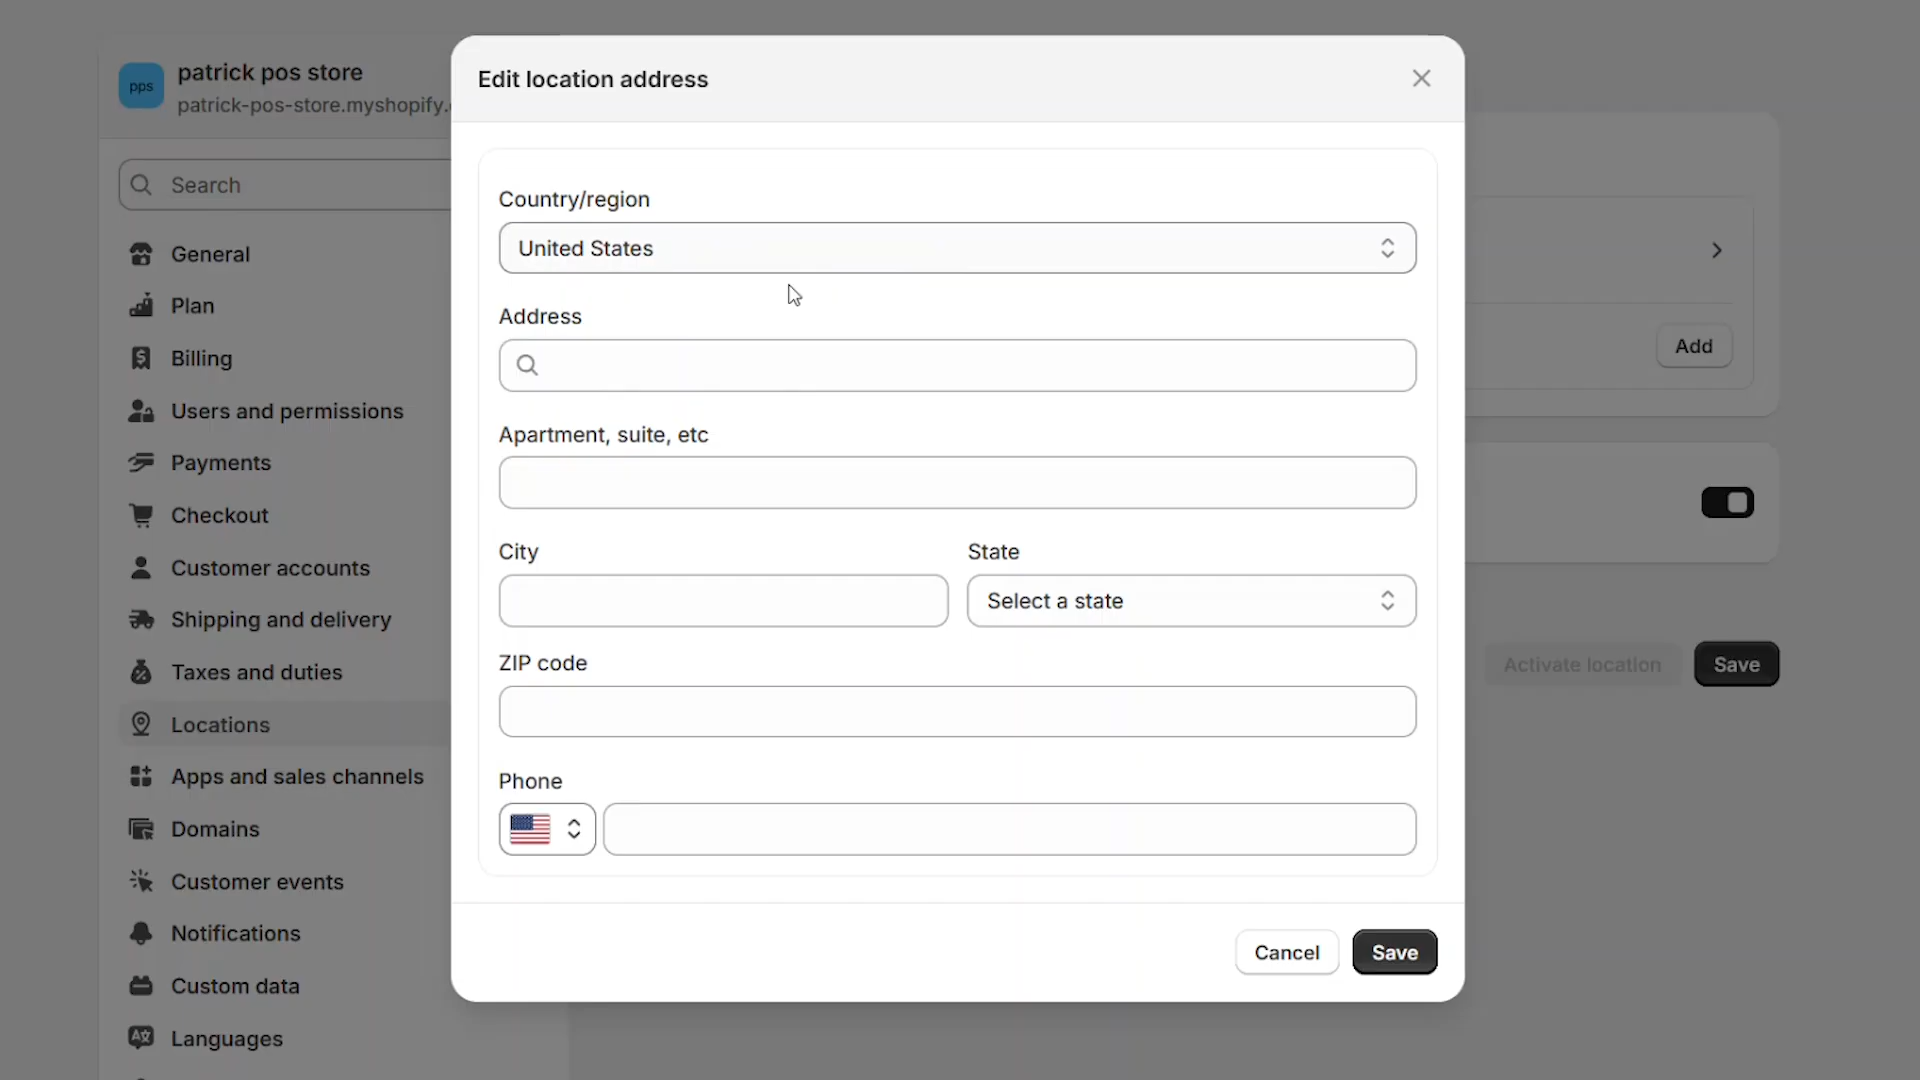 pps
patrick pos store
patrick-pos-store.myshopify.
Search
General
Plan
Billing
Users and permissions
Payments
Checkout
Customer accounts
Shipping and delivery
Taxes and duties
Locations
Apps and sales channels
Domains
Customer events
Notifications
Custom data
Languages
Edit location address
Country/region
United States
Address
Apartment, suite, etc
City
State
Select a state
ZIP code
Phone
Cancel
Save
Add
Activate location
Save